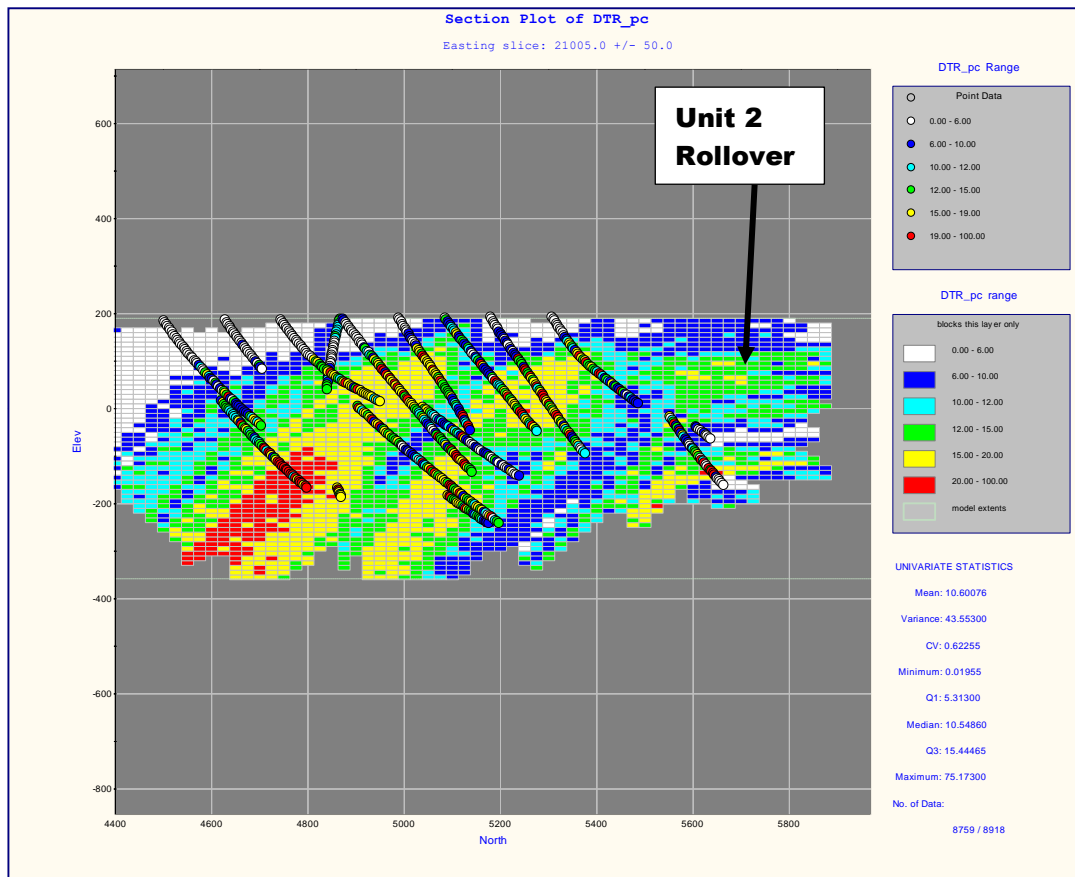 Section Plot of DTR_pc
Easting slice: 21005.0 +/- 50.0
Unit 2
Rollover
600
400
200
0
-200
-400
-600
-800
Elev
4400
4600
4800
5000
5200
5400
5600
5800
North
DTR_pc Range
Point Data
0.00 - 6.00
6.00 - 10.00
10.00 - 12.00
12.00 - 15.00
15.00 - 19.00
19.00 - 100.00
DTR_pc range
blocks this layer only
0.00 - 6.00
6.00 - 10.00
10.00 - 12.00
12.00 - 15.00
15.00 - 20.00
20.00 - 100.00
model extents
UNIVARIATE STATISTICS
Mean: 10.60076
Variance: 43.55300
CV: 0.62255
Minimum: 0.01955
Q1: 5.31300
Median: 10.54860
Q3: 15.44465
Maximum: 75.17300
No. of Data:
8759 / 8918